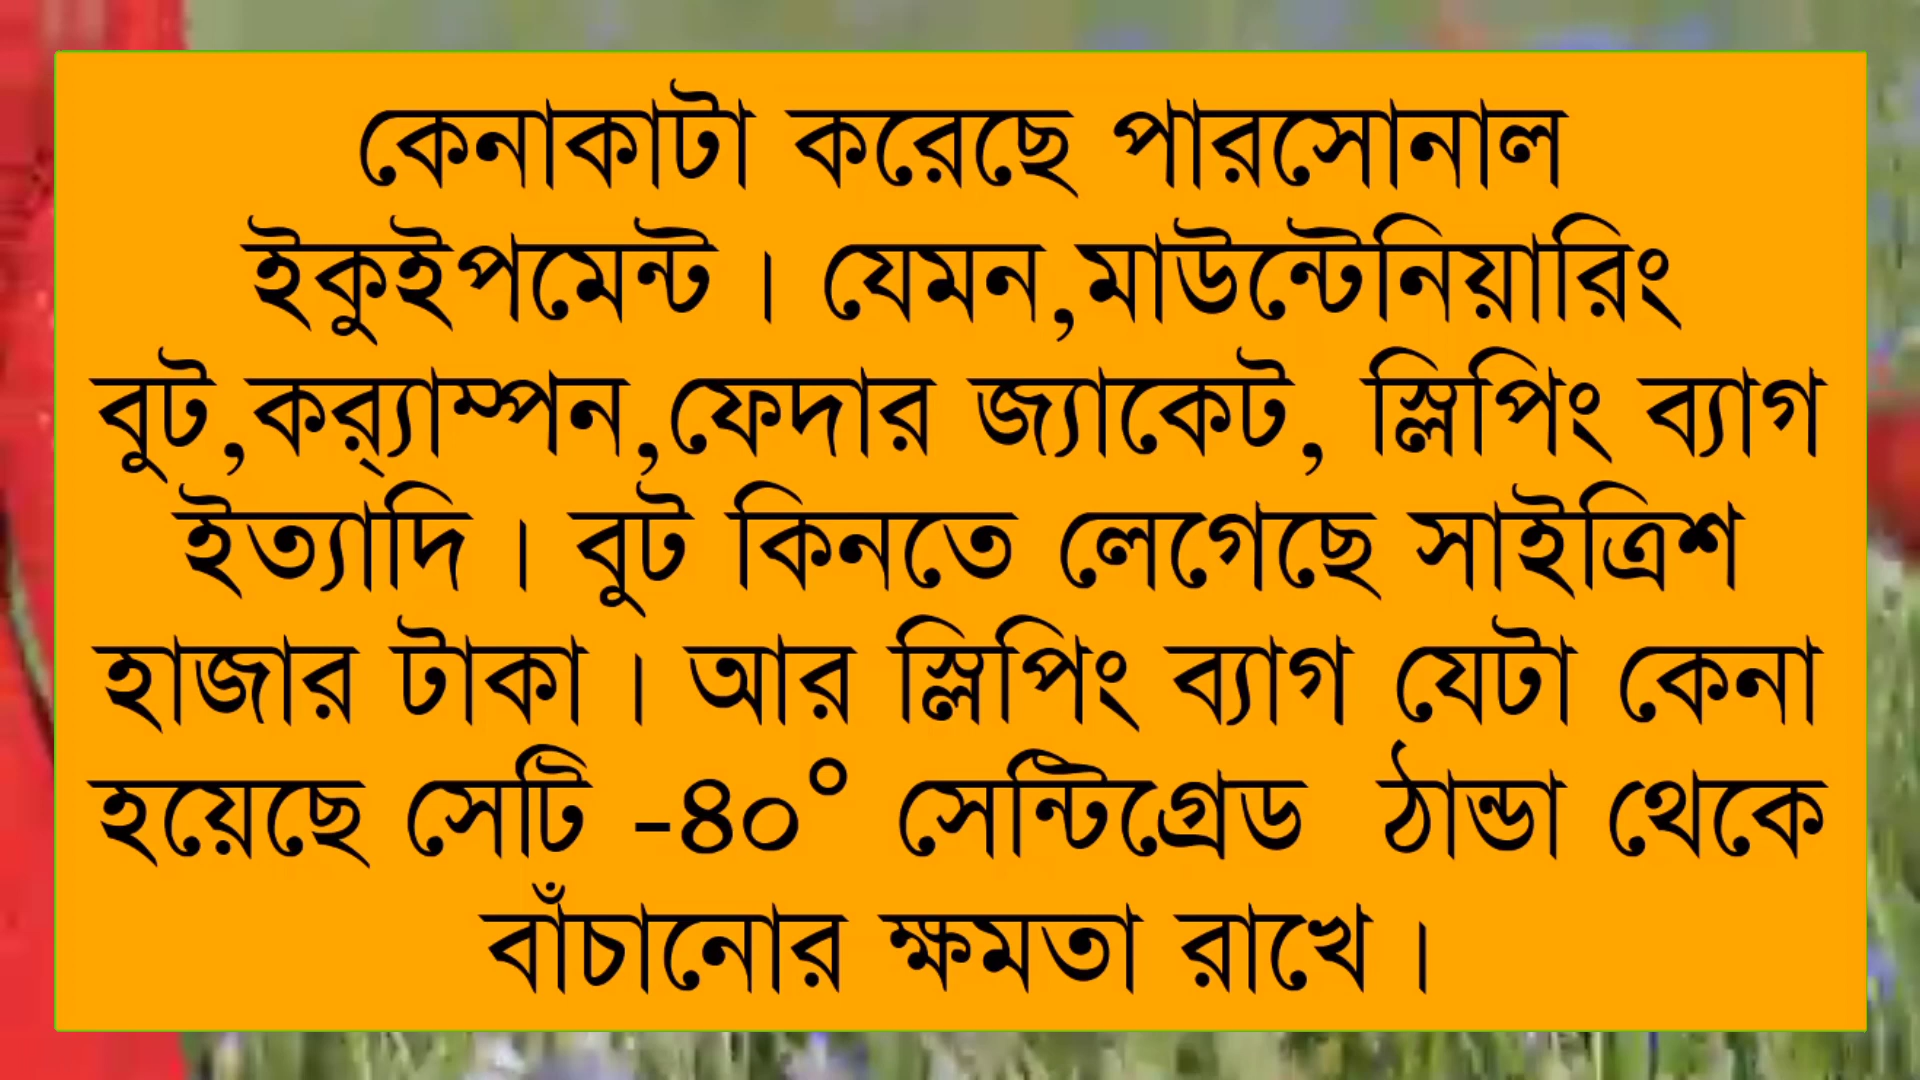 কেনাকাটা করেছে পারসোনাল
ইকুইপমেন্ট । যেমন,মাউন্টেনিয়ারিং
বুট,কর্‍্যাম্পন,ফেদার জ্যাকেট, স্লিপিং ব্যাগ
ইত্যাদি । বুট কিনতে লেগেছে সাইত্রিশ
হাজার টাকা । আর স্লিপিং ব্যাগ যেটা কেনা
হয়েছে সেটি -৪০° সেন্টিগ্রেড ঠান্ডা থেকে
বাঁচানোর ক্ষমতা রাখে ।